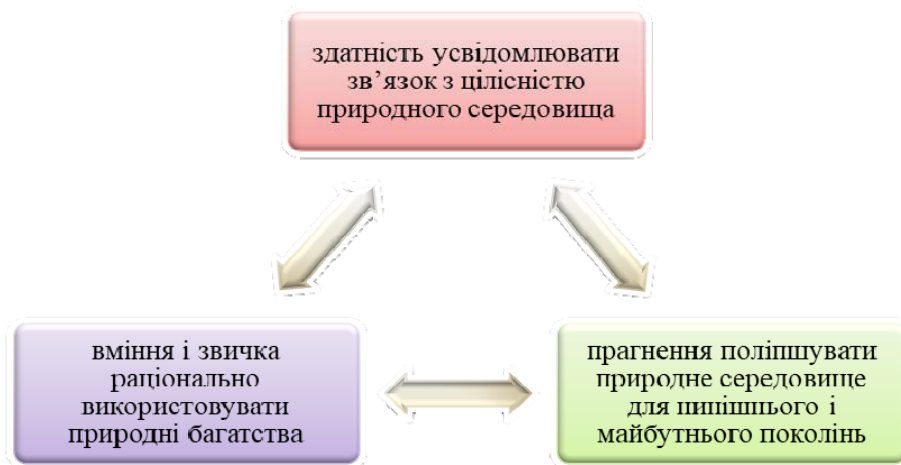 здатність усвідомлювати
зв’язок з цілісністю
природного середовища
вміння і звичка
раціонально
використовувати
природні багатства
прагнення поліпшувати
природне середовище
для нинішнього і
майбутнього поколінь